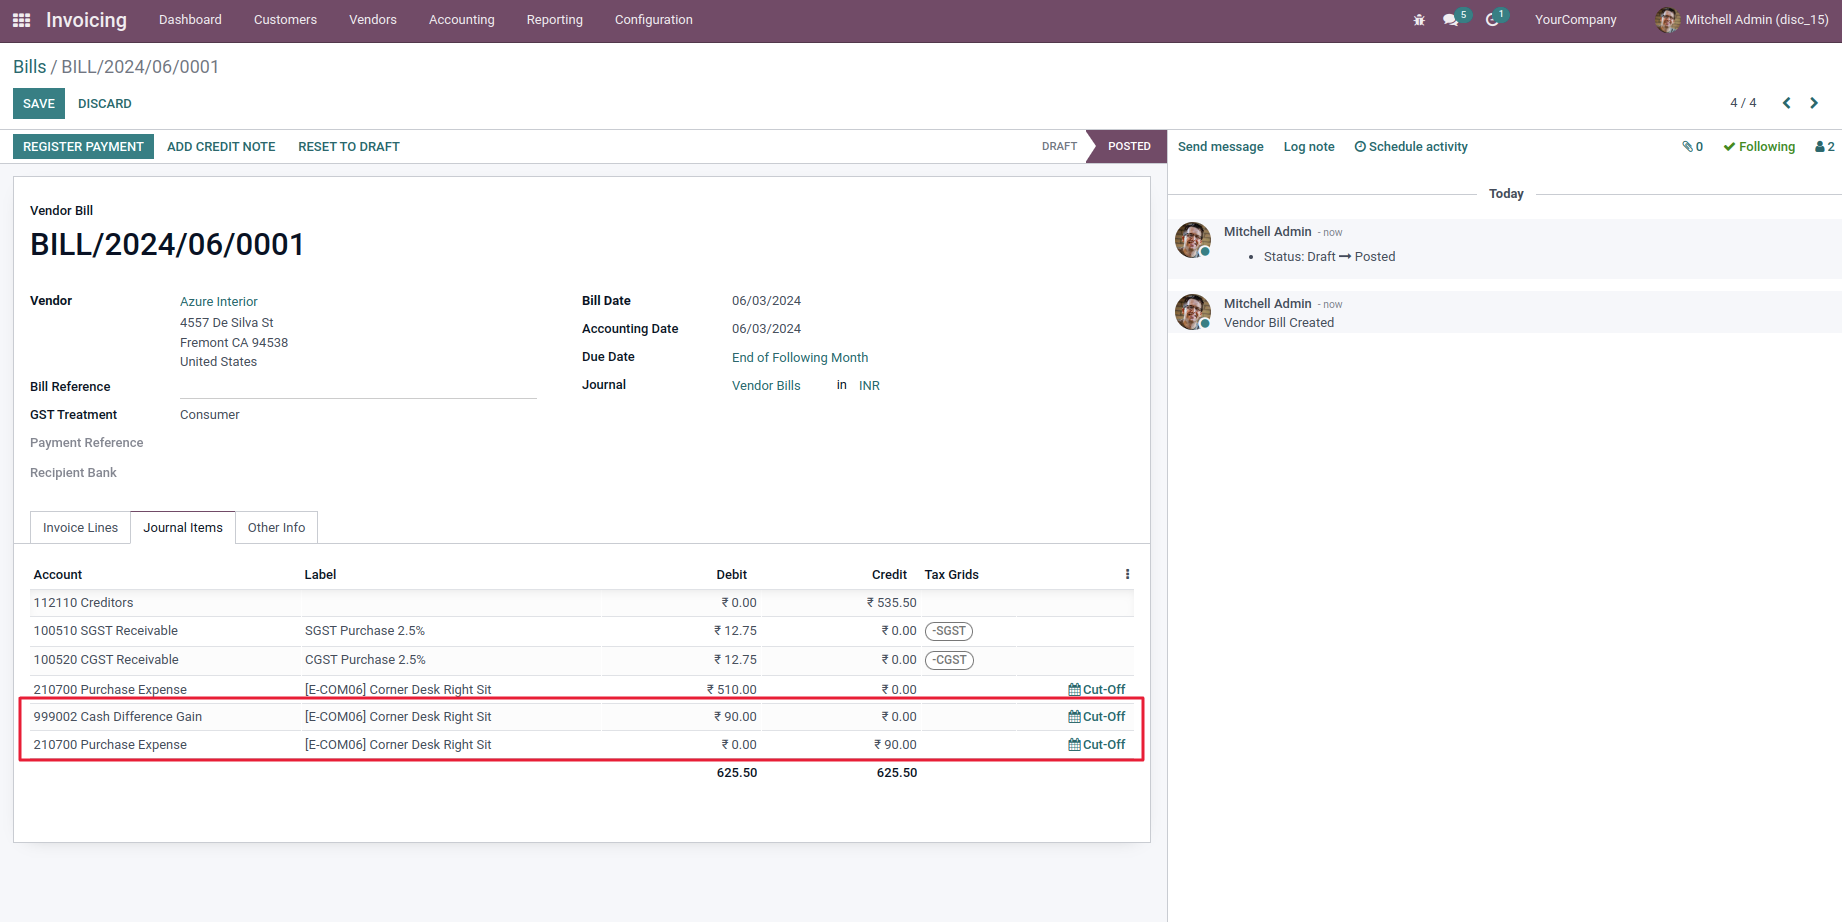 Invoicing Dashboard Customers Vendors Accounting Reporting Configuration 5 1 YourCompany Mitchell Admin (disc_15)
Bills / BILL/2024/06/0001
SAVE DISCARD 4 / 4
REGISTER PAYMENT ADD CREDIT NOTE RESET TO DRAFT DRAFT POSTED
Send message Log note Schedule activity 0 Following 2
Today
Mitchell Admin - now
• Status: Draft → Posted
Mitchell Admin - now
Vendor Bill Created
Vendor Bill
BILL/2024/06/0001
Vendor Azure Interior
4557 De Silva St
Fremont CA 94538
United States
Bill Reference
GST Treatment Consumer
Payment Reference
Recipient Bank
Bill Date 06/03/2024
Accounting Date 06/03/2024
Due Date End of Following Month
Journal Vendor Bills in INR
Invoice Lines Journal Items Other Info
Account Label Debit Credit Tax Grids
112110 Creditors ₹ 0.00 ₹ 535.50
100510 SGST Receivable SGST Purchase 2.5% ₹ 12.75 ₹ 0.00 -SGST
100520 CGST Receivable CGST Purchase 2.5% ₹ 12.75 ₹ 0.00 -CGST
210700 Purchase Expense [E-COM06] Corner Desk Right Sit ₹ 510.00 ₹ 0.00 Cut-Off
999002 Cash Difference Gain [E-COM06] Corner Desk Right Sit ₹ 90.00 ₹ 0.00 Cut-Off
210700 Purchase Expense [E-COM06] Corner Desk Right Sit ₹ 0.00 ₹ 90.00 Cut-Off
625.50 625.50